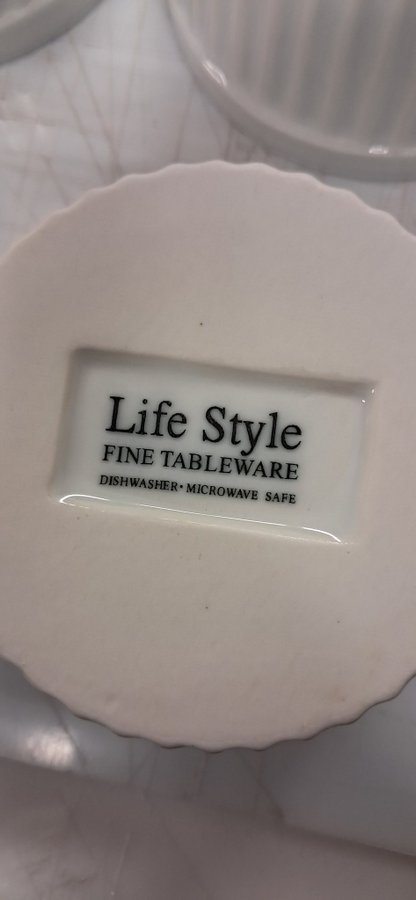 Life Style
FINE TABLEWARE
DISHWASHER • MICROWAVE SAFE